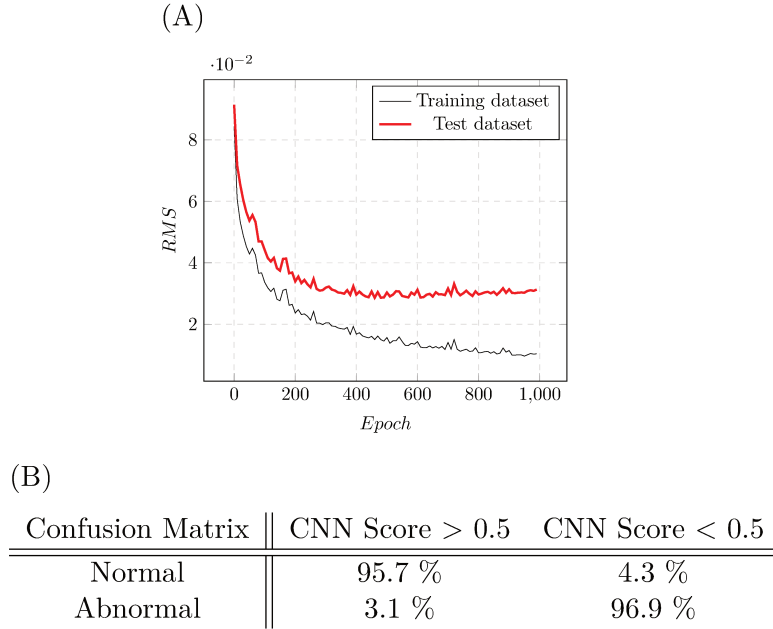 (A)
·10⁻²
Training dataset
Test dataset
8
6
4
2
RMS
0 200 400 600 800 1,000
Epoch
(B)
Confusion Matrix CNN Score > 0.5 CNN Score < 0.5
Normal 95.7 % 4.3 %
Abnormal 3.1 % 96.9 %